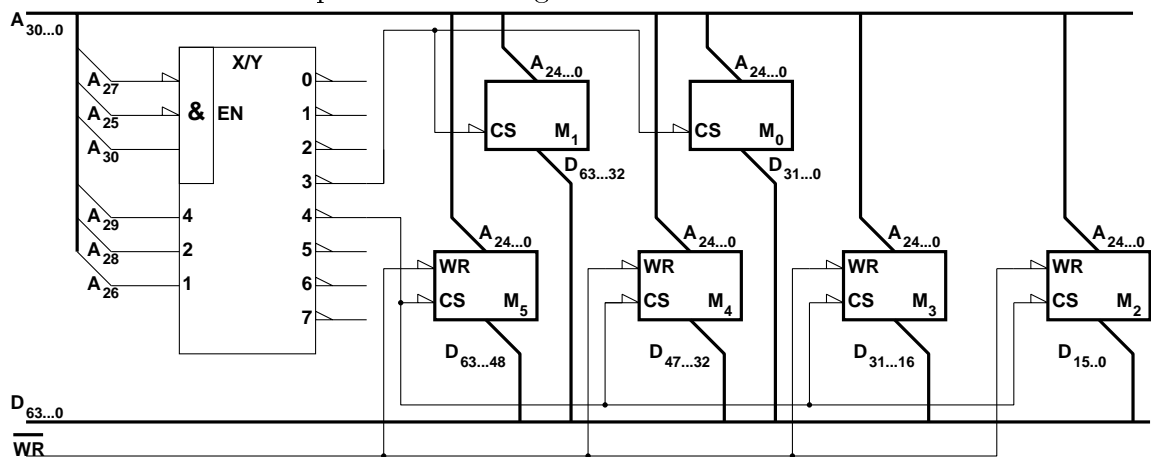 A30...0
X/Y
A27
A25
A30
A29
A28
A26
&
EN
4
2
1
0
1
2
3
4
5
6
7
A24...0
CS M1
D63...32
A24...0
CS M0
D31...0
A24...0
WR
CS M5
D63...48
A24...0
WR
CS M4
D47...32
A24...0
WR
CS M3
D31...16
A24...0
WR
CS M2
D15...0
D63...0
WR